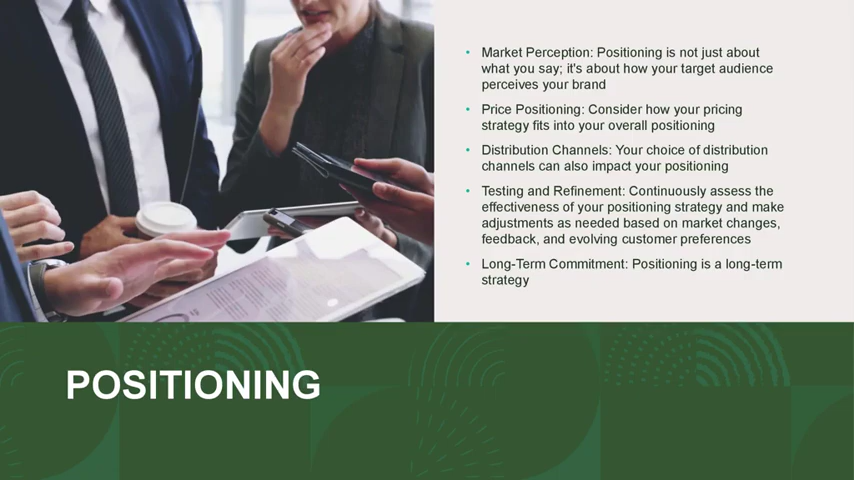 • Market Perception: Positioning is not just about
what you say; it's about how your target audience
perceives your brand
• Price Positioning: Consider how your pricing
strategy fits into your overall positioning
• Distribution Channels: Your choice of distribution
channels can also impact your positioning
• Testing and Refinement: Continuously assess the
effectiveness of your positioning strategy and make
adjustments as needed based on market changes,
feedback, and evolving customer preferences
• Long-Term Commitment: Positioning is a long-term
strategy
POSITIONING